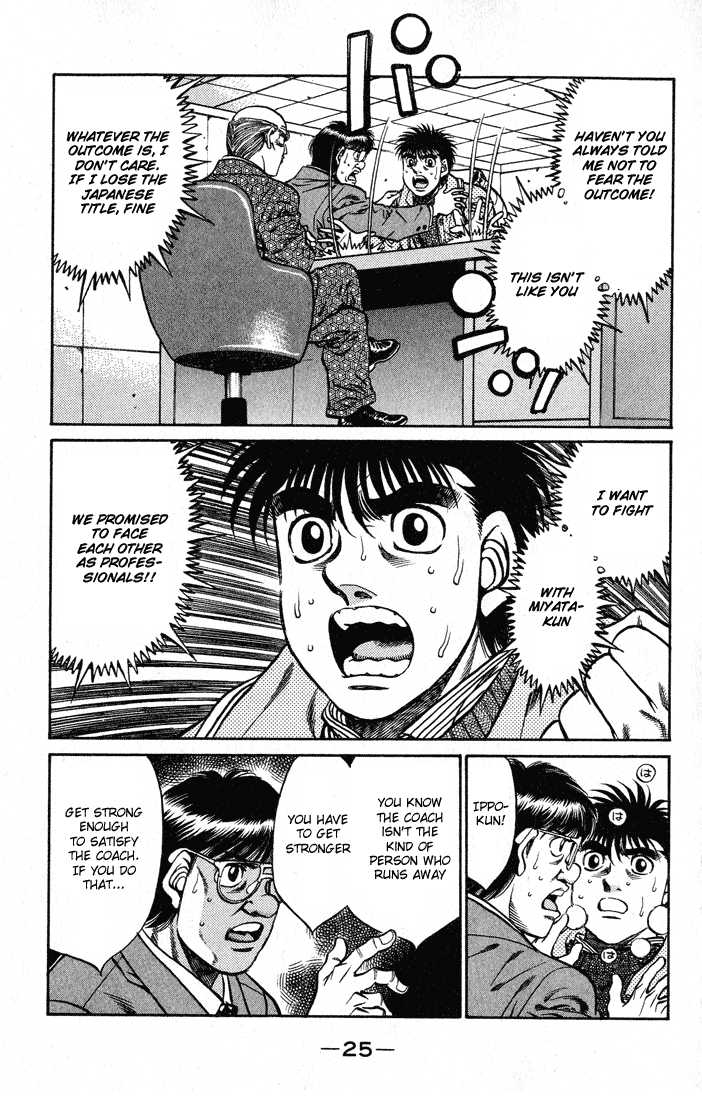 HAVEN'T YOU
ALWAYS TOLD
ME NOT TO
FEAR THE
OUTCOME!
THIS ISN'T
LIKE YOU
WHATEVER THE
OUTCOME IS, I
DON'T CARE.
IF I LOSE THE
JAPANESE
TITLE, FINE
I WANT
TO FIGHT
WITH
MIYATA-
KUN
WE PROMISED
TO FACE
EACH OTHER
AS PROFES-
SIONALS!!
IPPO-
KUN!
は
は
は
YOU KNOW
THE COACH
ISN'T THE
KIND OF
PERSON WHO
RUNS AWAY
YOU HAVE
TO GET
STRONGER
GET STRONG
ENOUGH
TO SATISFY
THE COACH.
IF YOU DO
THAT...
—25—